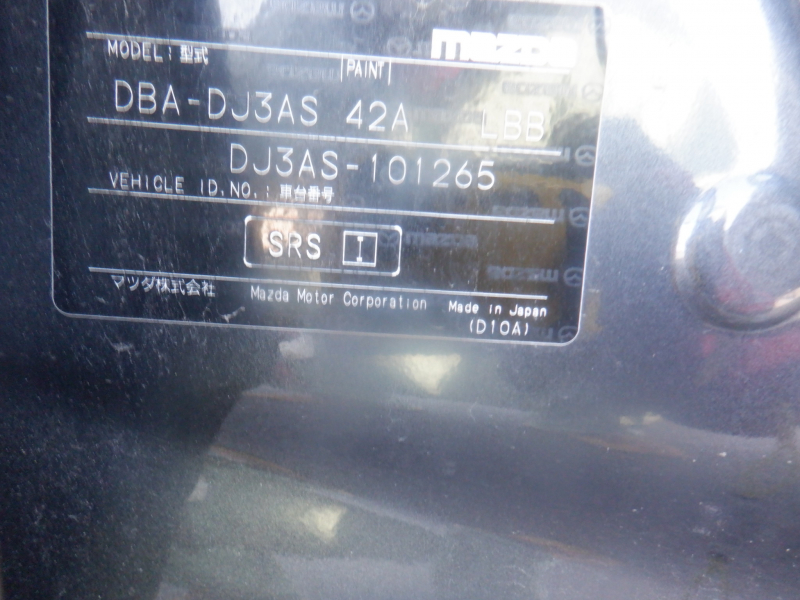 mazda
MODEL: 型式 PAINT
DBA-DJ3AS 42A LBB
DJ3AS-101265
VEHICLE ID.NO.: 車台番号
SRS I
マツダ株式会社 Mazda Motor Corporation Made in Japan
(D10A)